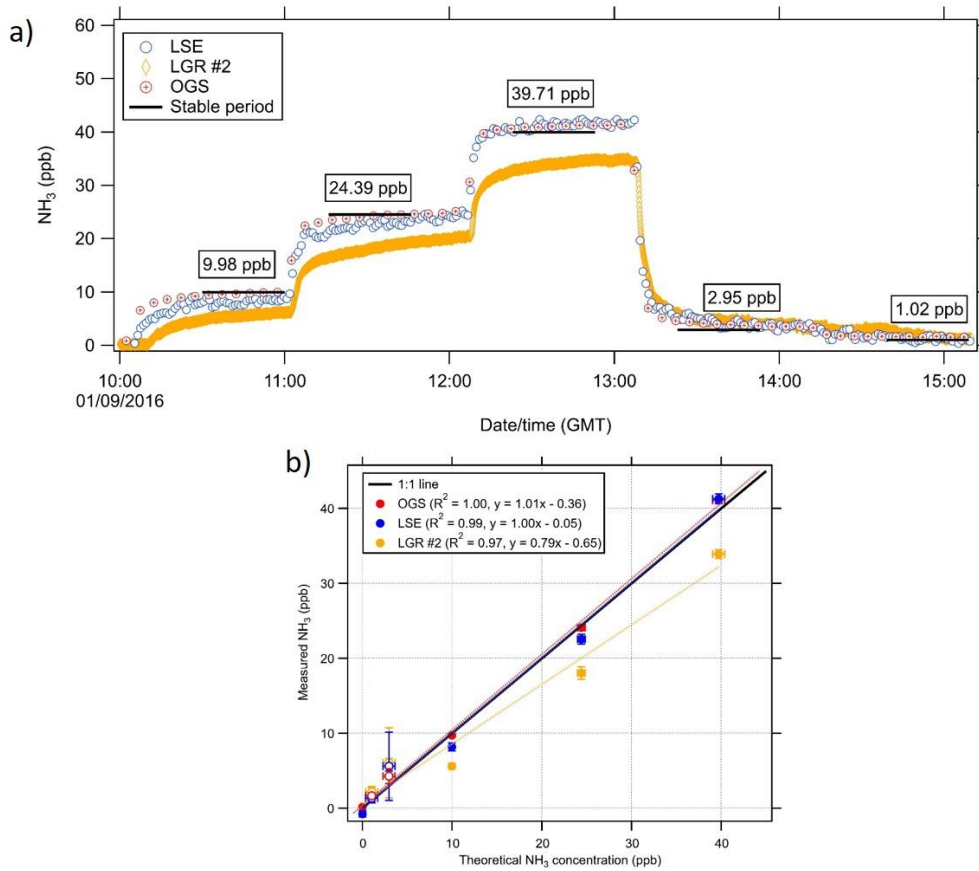 a)
60
50
40
30
20
10
0
NH₃ (ppb)
LSE
LGR #2
OGS
Stable period
9.98 ppb
24.39 ppb
39.71 ppb
2.95 ppb
1.02 ppb
10:00
11:00
12:00
13:00
14:00
15:00
01/09/2016
Date/time (GMT)
b)
1:1 line
OGS (R² = 1.00, y = 1.01x - 0.36)
LSE (R² = 0.99, y = 1.00x - 0.05)
LGR #2 (R² = 0.97, y = 0.79x - 0.65)
40
30
20
10
0
Measured NH₃ (ppb)
0
10
20
30
40
Theoretical NH₃ concentration (ppb)